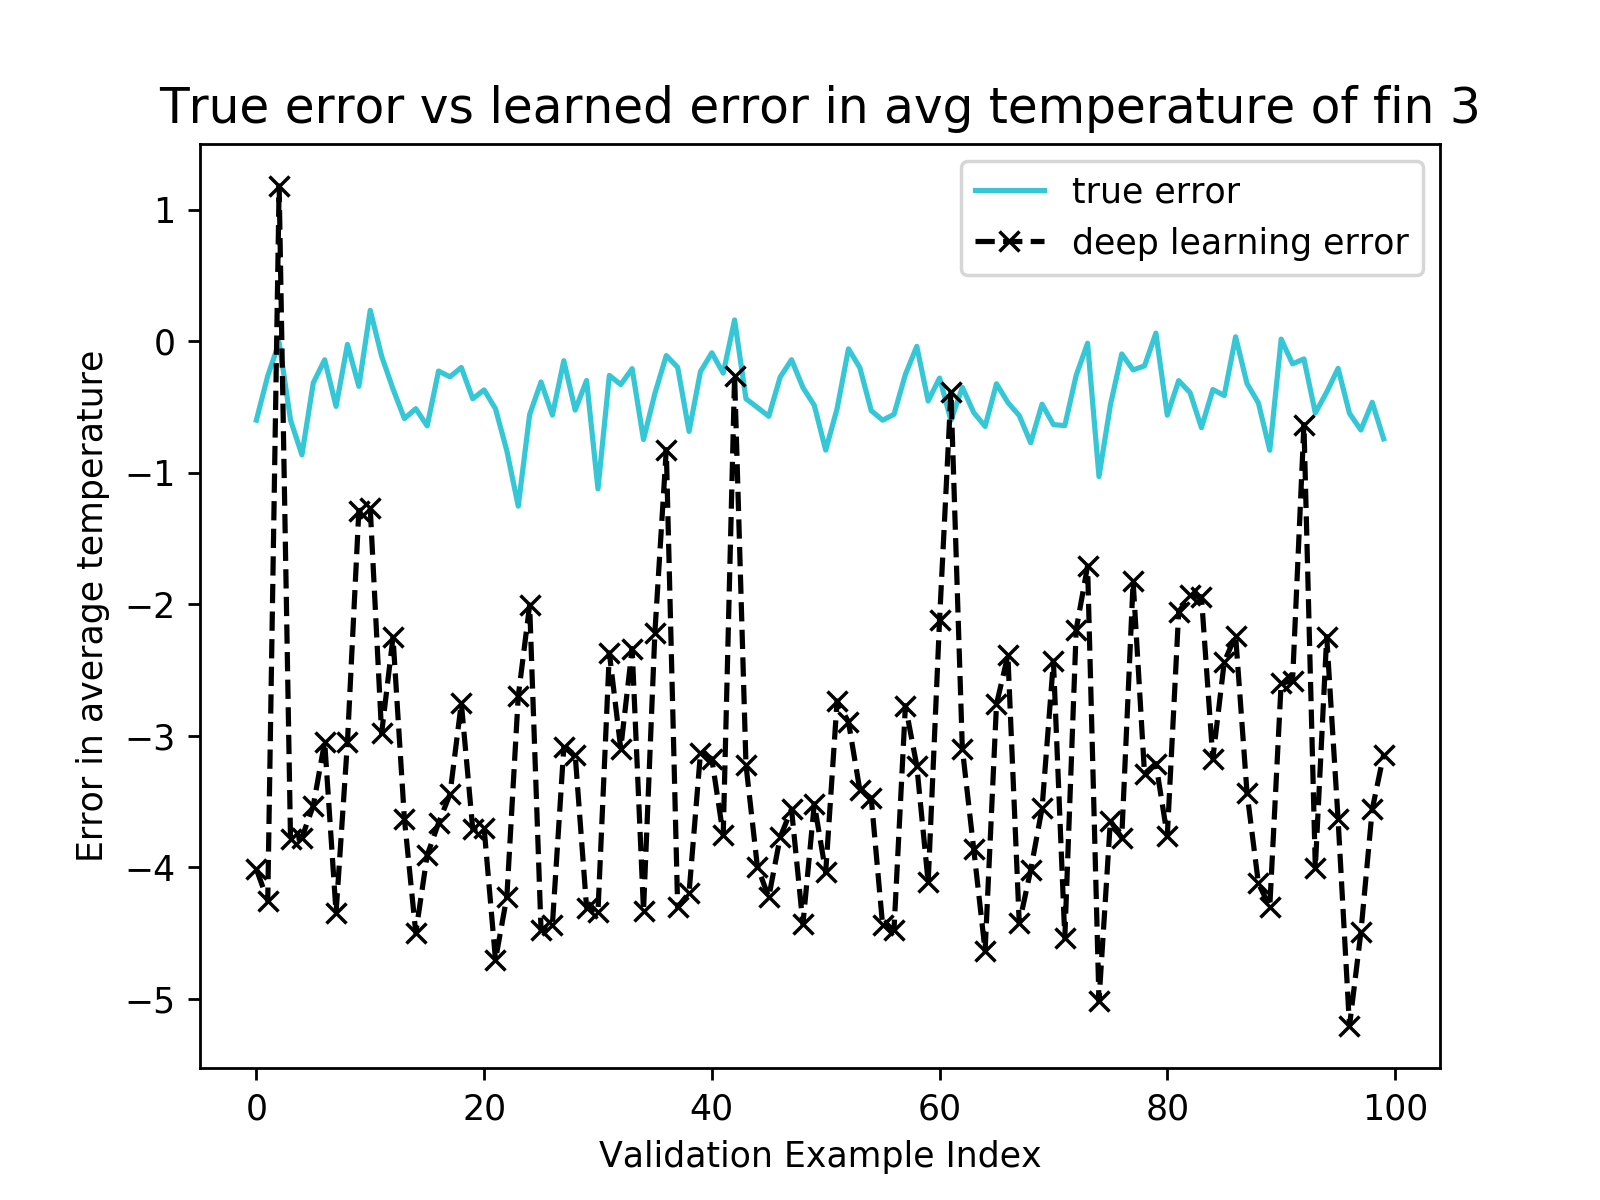 True error vs learned error in avg temperature of fin 3
true error
deep learning error
Error in average temperature
1
0
−1
−2
−3
−4
−5
0 20 40 60 80 100
Validation Example Index